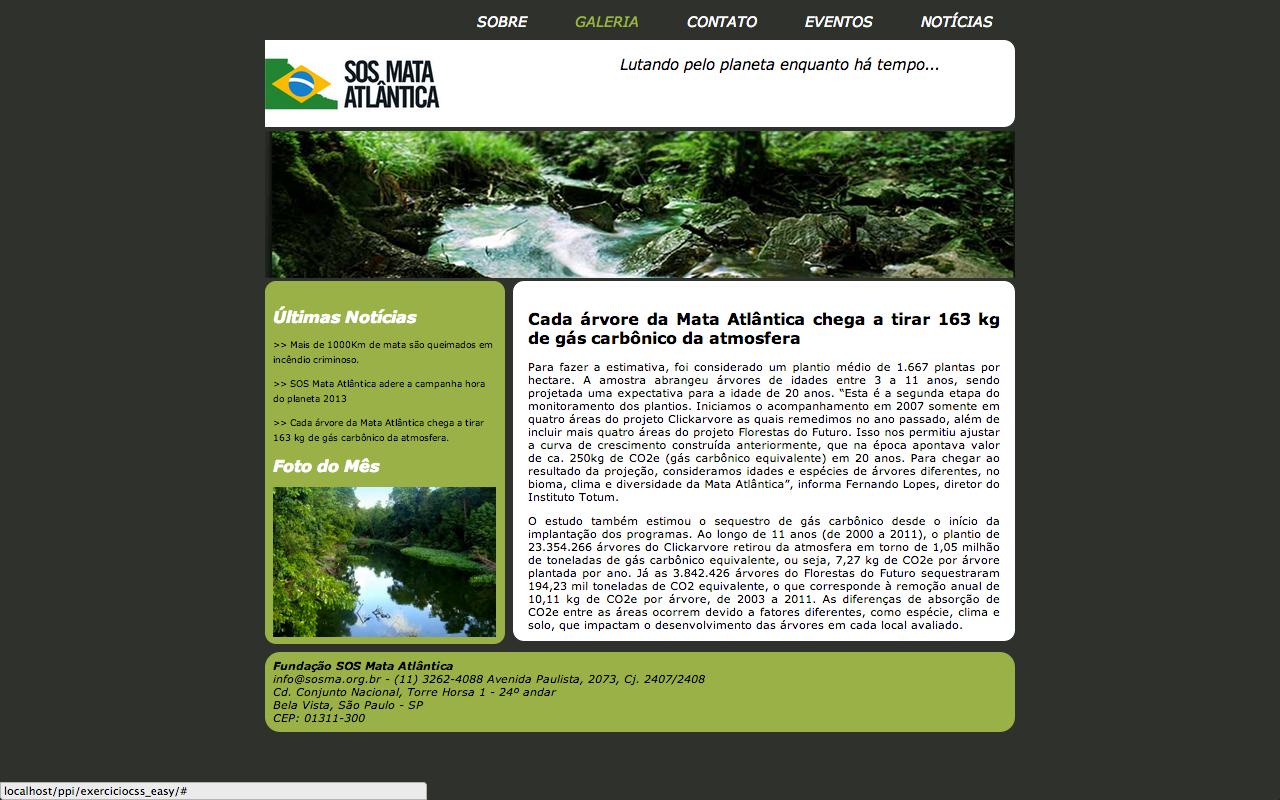 SOBRE GALERIA CONTATO EVENTOS NOTÍCIAS
SOS MATA
ATLÂNTICA
Lutando pelo planeta enquanto há tempo...
Últimas Notícias
>> Mais de 1000Km de mata são queimados em
incêndio criminoso.
>> SOS Mata Atlântica adere a campanha hora
do planeta 2013
>> Cada árvore da Mata Atlântica chega a tirar
163 kg de gás carbônico da atmosfera.
Foto do Mês
Cada árvore da Mata Atlântica chega a tirar 163 kg
de gás carbônico da atmosfera
Para fazer a estimativa, foi considerado um plantio médio de 1.667 plantas por
hectare. A amostra abrangeu árvores de idades entre 3 a 11 anos, sendo
projetada uma expectativa para a idade de 20 anos. “Esta é a segunda etapa do
monitoramento dos plantios. Iniciamos o acompanhamento em 2007 somente em
quatro áreas do projeto Clickarvore as quais remedimos no ano passado, além de
incluir mais quatro áreas do projeto Florestas do Futuro. Isso nos permitiu ajustar
a curva de crescimento construída anteriormente, que na época apontava valor
de ca. 250kg de CO2e (gás carbônico equivalente) em 20 anos. Para chegar ao
resultado da projeção, consideramos idades e espécies de árvores diferentes, no
bioma, clima e diversidade da Mata Atlântica”, informa Fernando Lopes, diretor do
Instituto Totum.
O estudo também estimou o sequestro de gás carbônico desde o início da
implantação dos programas. Ao longo de 11 anos (de 2000 a 2011), o plantio de
23.354.266 árvores do Clickarvore retirou da atmosfera em torno de 1,05 milhão
de toneladas de gás carbônico equivalente, ou seja, 7,27 kg de CO2e por árvore
plantada por ano. Já as 3.842.426 árvores do Florestas do Futuro sequestraram
194,23 mil toneladas de CO2 equivalente, o que corresponde à remoção anual de
10,11 kg de CO2e por árvore, de 2003 a 2011. As diferenças de absorção de
CO2e entre as áreas ocorrem devido a fatores diferentes, como espécie, clima e
solo, que impactam o desenvolvimento das árvores em cada local avaliado.
Fundação SOS Mata Atlântica
info@sosma.org.br - (11) 3262-4088 Avenida Paulista, 2073, Cj. 2407/2408
Cd. Conjunto Nacional, Torre Horsa 1 - 24º andar
Bela Vista, São Paulo - SP
CEP: 01311-300
localhost/ppi/exerciciocss_easy/#